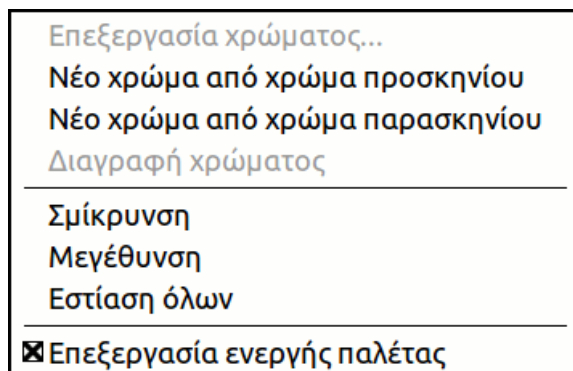 Επεξεργασία χρώματος...
Νέο χρώμα από χρώμα προσκηνίου
Νέο χρώμα από χρώμα παρασκηνίου
Διαγραφή χρώματος
Σμίκρυνση
Μεγέθυνση
Εστίαση όλων
Επεξεργασία ενεργής παλέτας